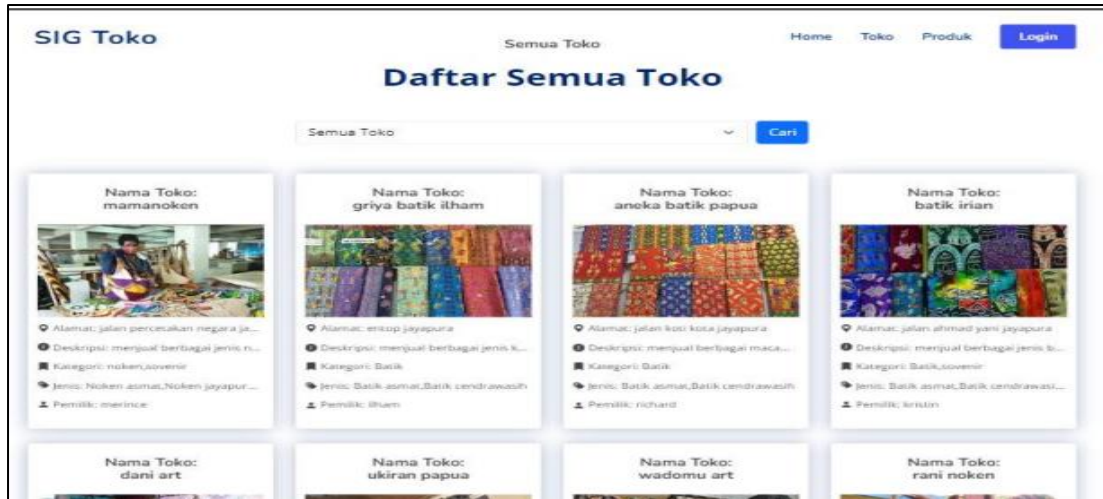 SIG Toko
Home Toko Produk Login
Semua Toko
Daftar Semua Toko
Semua Toko Cari
Nama Toko:
mamanoken
Alamat: jalan percetakan negara ja...
Deskripsi: menjual berbagai jenis n...
Kategori: noken,sovenir
Jenis: Noken asmat,Noken jayapur...
Pemilik: merince
Nama Toko:
griya batik ilham
Alamat: entop jayapura
Deskripsi: menjual berbagai jenis k...
Kategori: Batik
Jenis: Batik asmat,Batik cendrawasih
Pemilik: ilham
Nama Toko:
aneka batik papua
Alamat: jalan koti kota jayapura
Deskripsi: menjual berbagai maca...
Kategori: Batik
Jenis: Batik asmat,Batik cendrawasih
Pemilik: richard
Nama Toko:
batik irian
Alamat: jalan ahmad yani jayapura
Deskripsi: menjual berbagai jenis b...
Kategori: Batik,sovenir
Jenis: Batik asmat,Batik cendrawasi...
Pemilik: kristin
Nama Toko:
dani art
Nama Toko:
ukiran papua
Nama Toko:
wadomu art
Nama Toko:
rani noken